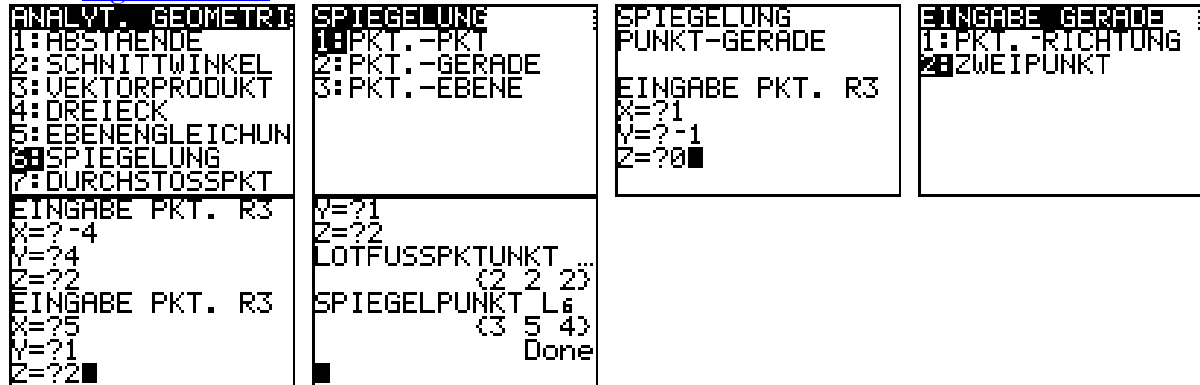 ANALYT. GEOMETRI
1:ABSTAENDE
2:SCHNITTWINKEL
3:VEKTORPRODUKT
4:DREIECK
5:EBENENGLEICHUN
6:SPIEGELUNG
7:DURCHSTOSSPKT
SPIEGELUNG
1:PKT.-PKT
2:PKT.-GERADE
3:PKT.-EBENE
SPIEGELUNG
PUNKT-GERADE
EINGABE PKT. R3
X=?1
Y=?-1
Z=?0
EINGABE GERADE
1:PKT.-RICHTUNG
2:ZWEIPUNKT
EINGABE PKT. R3
X=?-4
Y=?4
Z=?2
EINGABE PKT. R3
X=?5
Y=?1
Z=?2
Y=?1
Z=?2
LOTFUSSPKTUNKT …
{2 2 2}
SPIEGELPUNKT L₆
{3 5 4}
Done